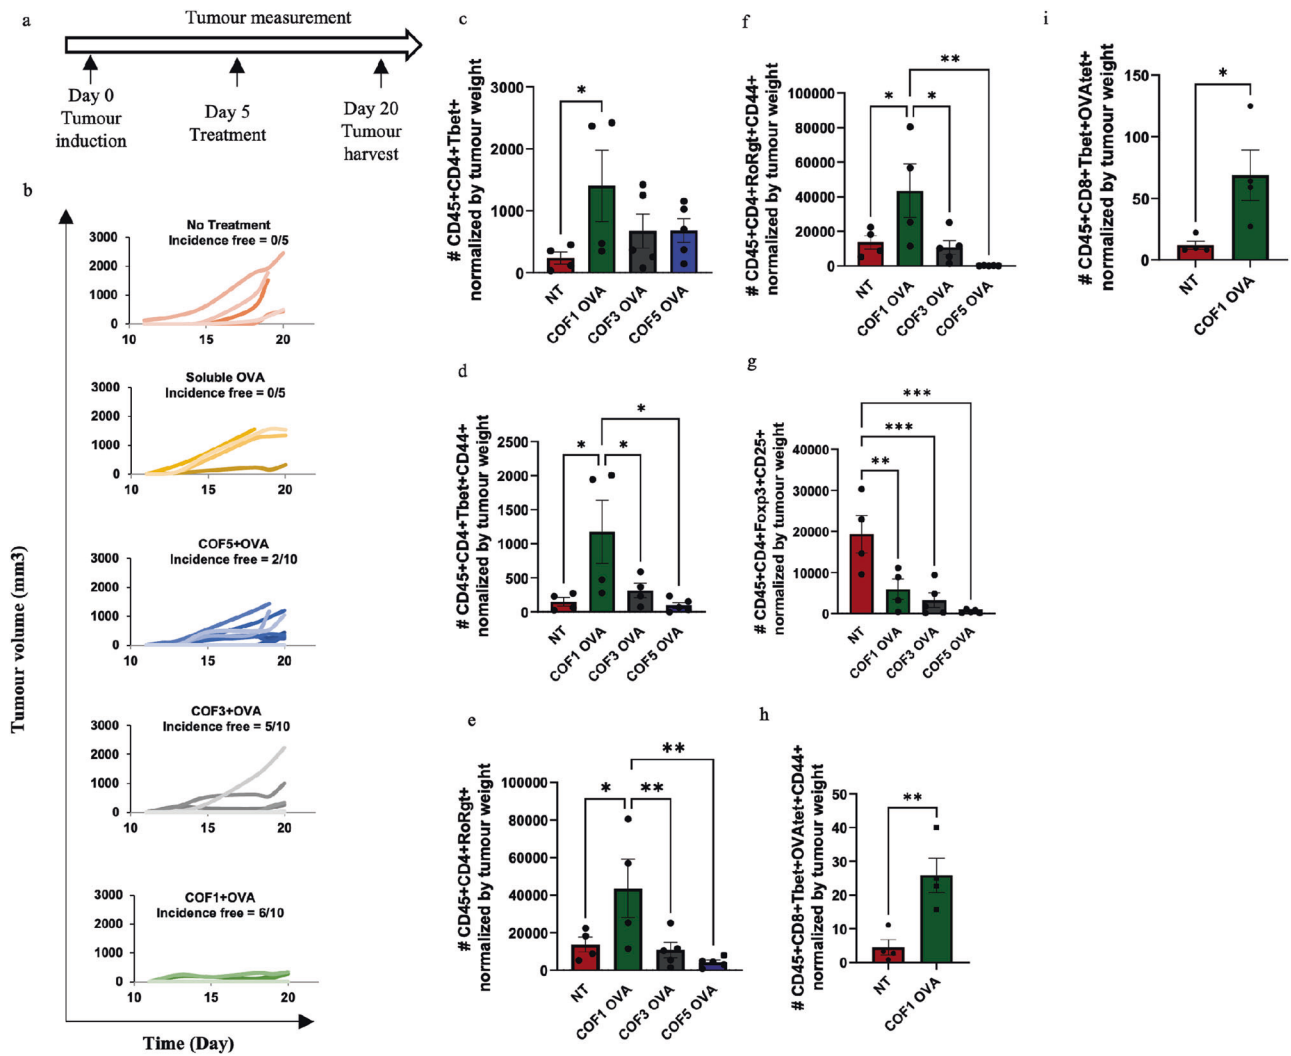 a
Tumour measurement
Day 0
Tumour
induction
Day 5
Treatment
Day 20
Tumour
harvest
b
Tumour volume (mm3)
No Treatment
Incidence free = 0/5
3000
2000
1000
0
10
15
20
Soluble OVA
Incidence free = 0/5
3000
2000
1000
0
10
15
20
COF5+OVA
Incidence free = 2/10
3000
2000
1000
0
10
15
20
COF3+OVA
Incidence free = 5/10
3000
2000
1000
0
10
15
20
COF1+OVA
Incidence free = 6/10
3000
2000
1000
0
10
15
20
Time (Day)
c
# CD45+CD4+Tbet+
normalized by tumour weight
3000
2000
1000
0
*
NT
COF1 OVA
COF3 OVA
COF5 OVA
d
# CD45+CD4+Tbet+CD44+
normalized by tumour weight
2500
2000
1500
1000
500
0
*
*
*
NT
COF1 OVA
COF3 OVA
COF5 OVA
e
# CD45+CD4+RoRgt+
normalized by tumour weight
100000
80000
60000
40000
20000
0
**
*
**
NT
COF1 OVA
COF3 OVA
COF5 OVA
f
# CD45+CD4+RoRgt+CD44+
normalized by tumour weight
100000
80000
60000
40000
20000
0
**
*
*
NT
COF1 OVA
COF3 OVA
COF5 OVA
g
# CD45+CD4+Foxp3+CD25+
normalized by tumour weight
40000
30000
20000
10000
0
***
***
**
NT
COF1 OVA
COF3 OVA
COF5 OVA
h
# CD45+CD8+Tbet+OVAtet+CD44+
normalized by tumour weight
50
40
30
20
10
0
**
NT
COF1 OVA
i
# CD45+CD8+Tbet+OVAtet+
normalized by tumour weight
150
100
50
0
*
NT
COF1 OVA